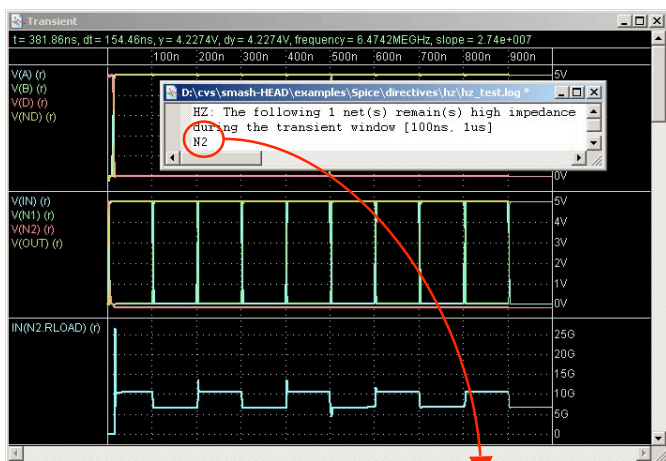 Transient
t= 381.86ns, dt= 154.46ns, y= 4.2274V, dy= 4.2274V, frequency= 6.4742MEGHz, slope= 2.74e+007
100n 200n 300n 400n 500n 600n 700n 800n 900n
V(A) (r)
V(B) (r)
V(D) (r)
V(ND) (r)
5V
0V
D:\cvs\smash-HEAD\examples\Spice\directives\hz\hz_test.log *
HZ: The following 1 net(s) remain(s) high impedance
during the transient window [100ns, 1us]
N2
V(IN) (r)
V(N1) (r)
V(N2) (r)
V(OUT) (r)
5V
4V
3V
2V
1V
0V
IN(N2.RLOAD) (r)
25G
20G
15G
10G
5G
0